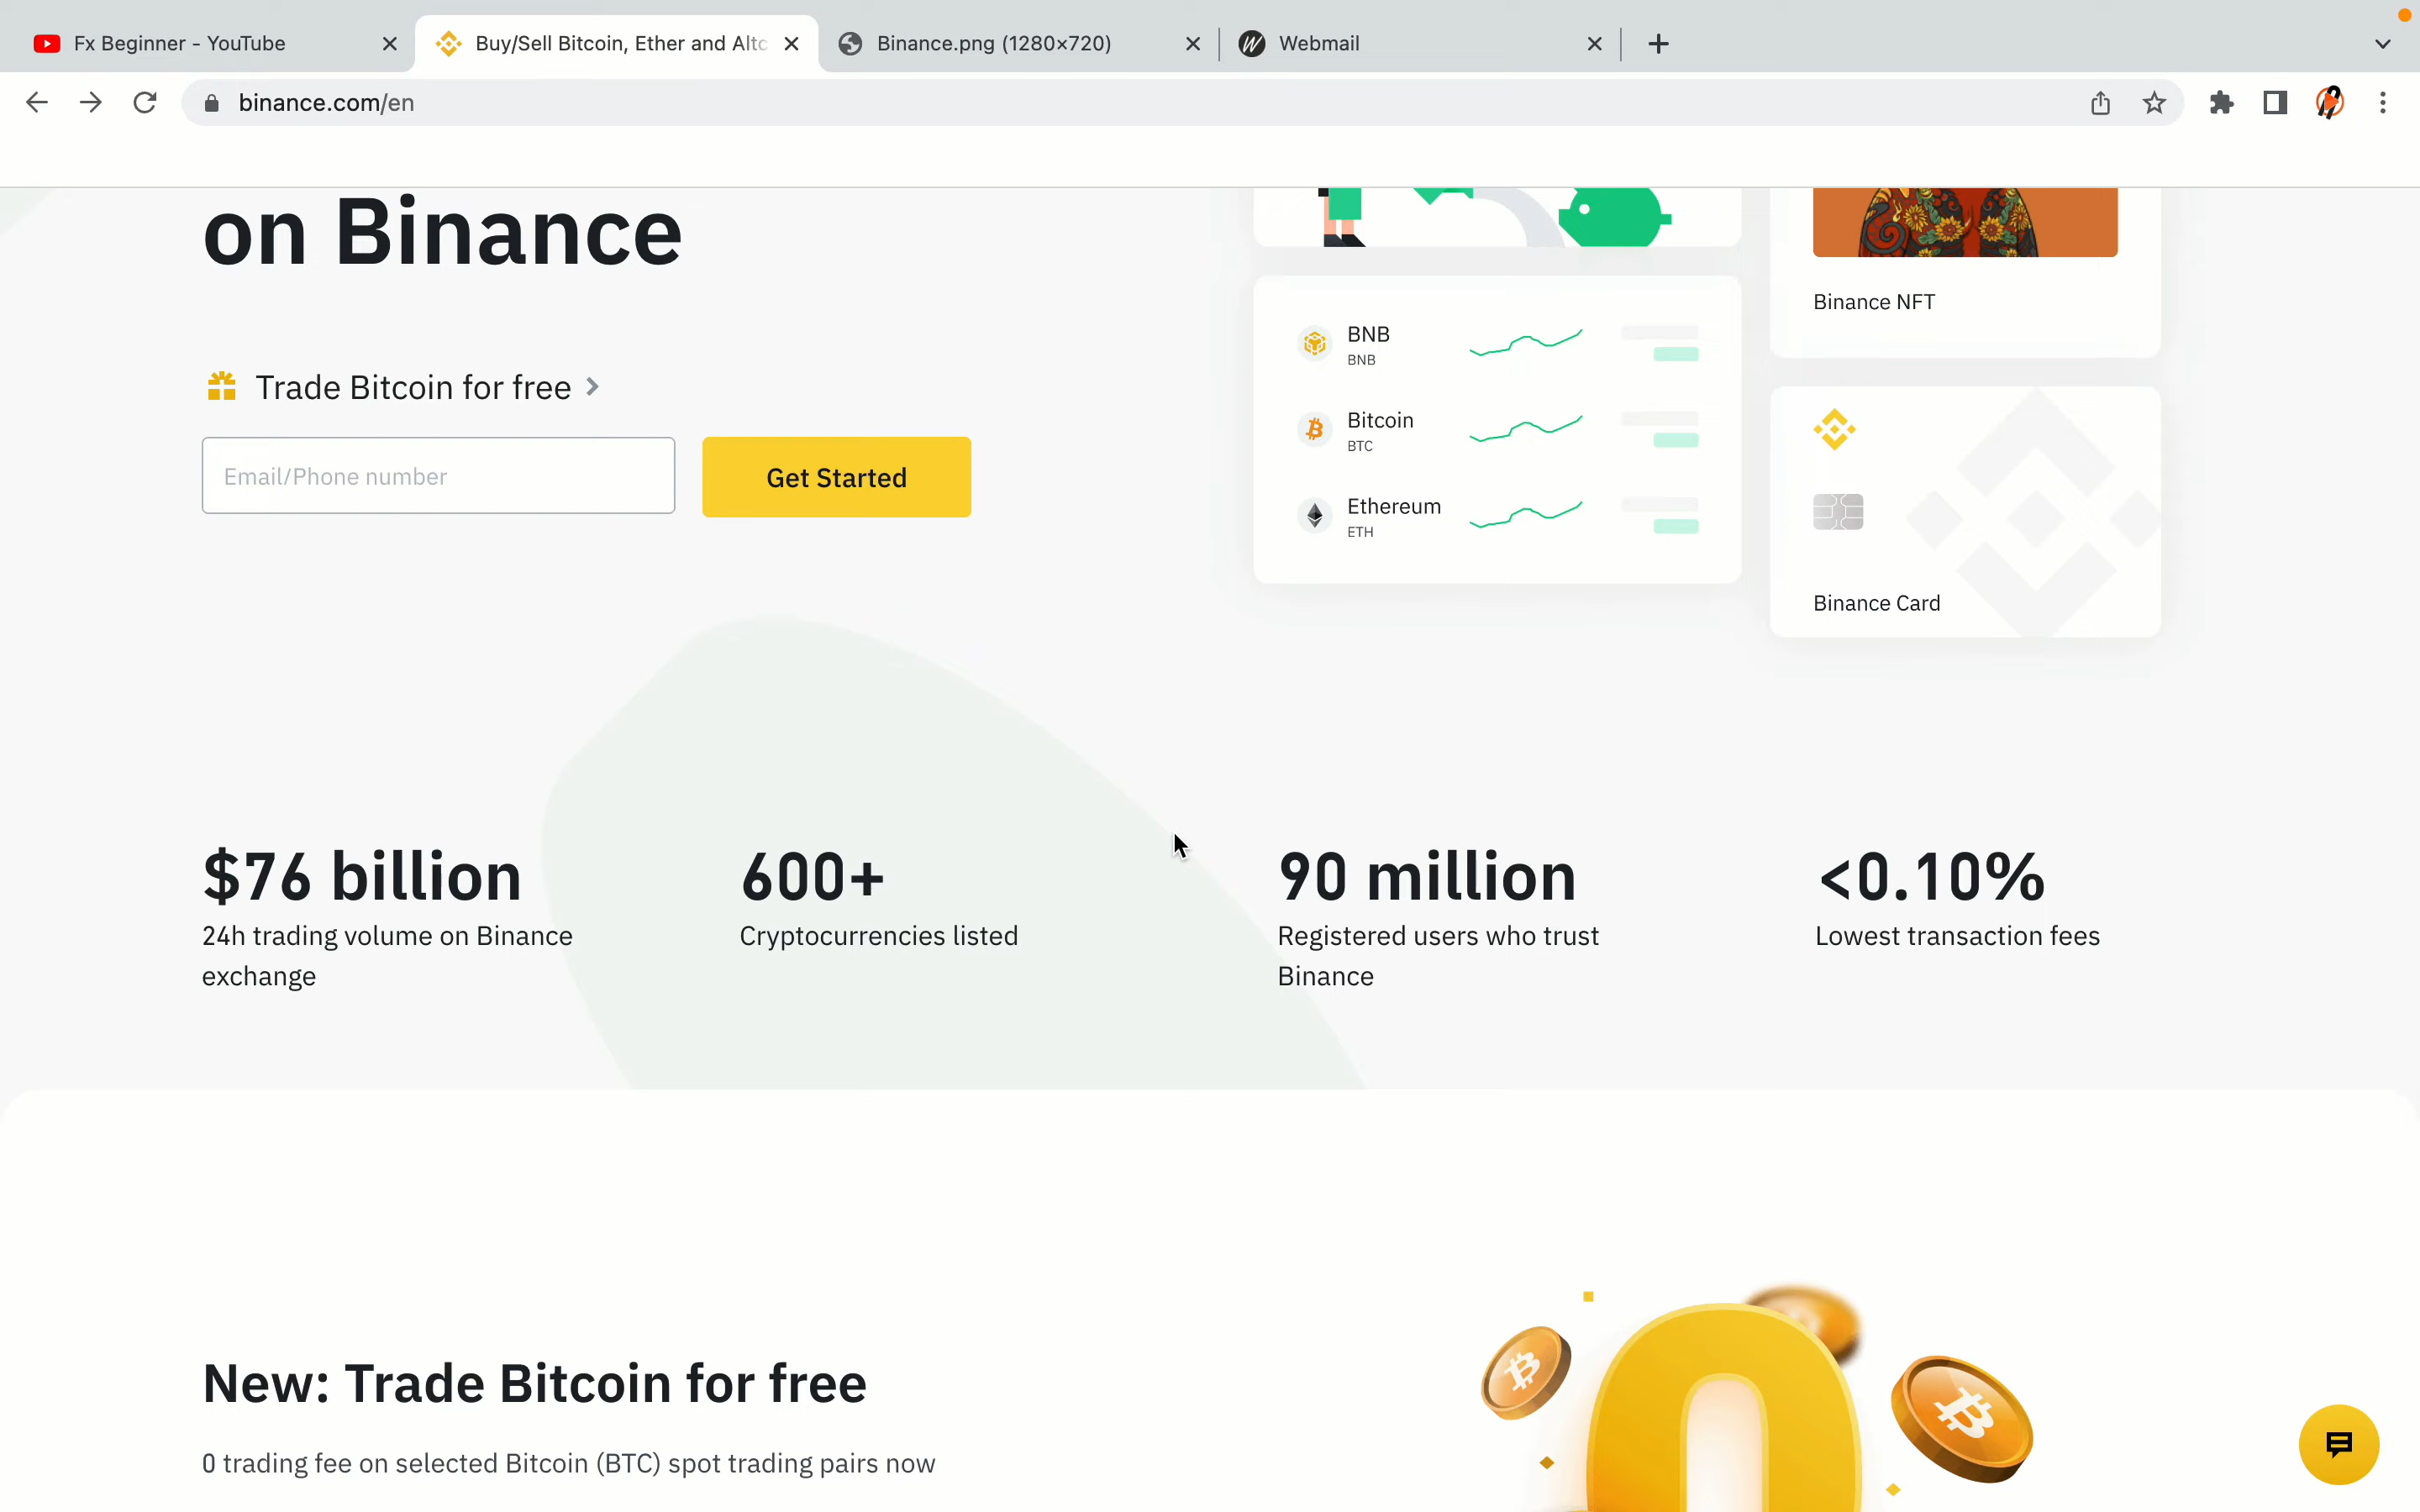 Fx Beginner - YouTube
Buy/Sell Bitcoin, Ether and Altc
Binance.png (1280×720)
Webmail
binance.com/en
on Binance
Trade Bitcoin for free
Email/Phone number
Get Started
BNB
BNB
Bitcoin
BTC
Ethereum
ETH
Binance NFT
Binance Card
$76 billion
24h trading volume on Binance
exchange
600+
Cryptocurrencies listed
90 million
Registered users who trust
Binance
<0.10%
Lowest transaction fees
New: Trade Bitcoin for free
0 trading fee on selected Bitcoin (BTC) spot trading pairs now
0